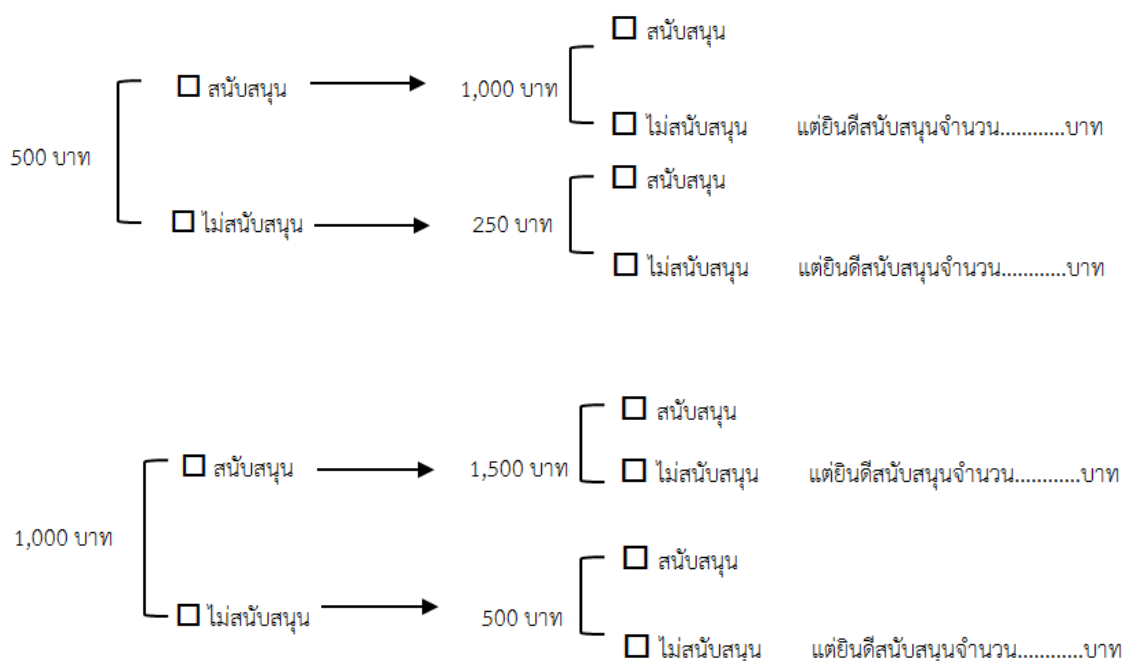 ☐ สนับสนุน
☐ สนับสนุน 1,000 บาท
☐ ไม่สนับสนุน แต่ยินดีสนับสนุนจำนวน............บาท
500 บาท
☐ สนับสนุน
☐ ไม่สนับสนุน 250 บาท
☐ ไม่สนับสนุน แต่ยินดีสนับสนุนจำนวน............บาท
☐ สนับสนุน
☐ สนับสนุน 1,500 บาท
☐ ไม่สนับสนุน แต่ยินดีสนับสนุนจำนวน............บาท
1,000 บาท
☐ สนับสนุน
☐ ไม่สนับสนุน 500 บาท
☐ ไม่สนับสนุน แต่ยินดีสนับสนุนจำนวน............บาท